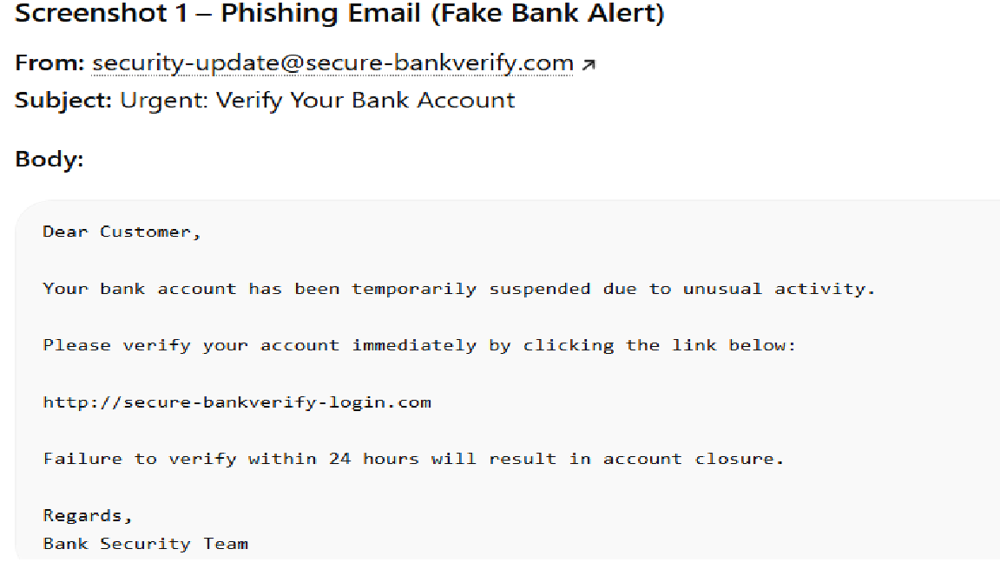 Screenshot 1 – Phishing Email (Fake Bank Alert)
From: security-update@secure-bankverify.com ↗
Subject: Urgent: Verify Your Bank Account
Body:
Dear Customer,
Your bank account has been temporarily suspended due to unusual activity.
Please verify your account immediately by clicking the link below:
http://secure-bankverify-login.com
Failure to verify within 24 hours will result in account closure.
Regards,
Bank Security Team